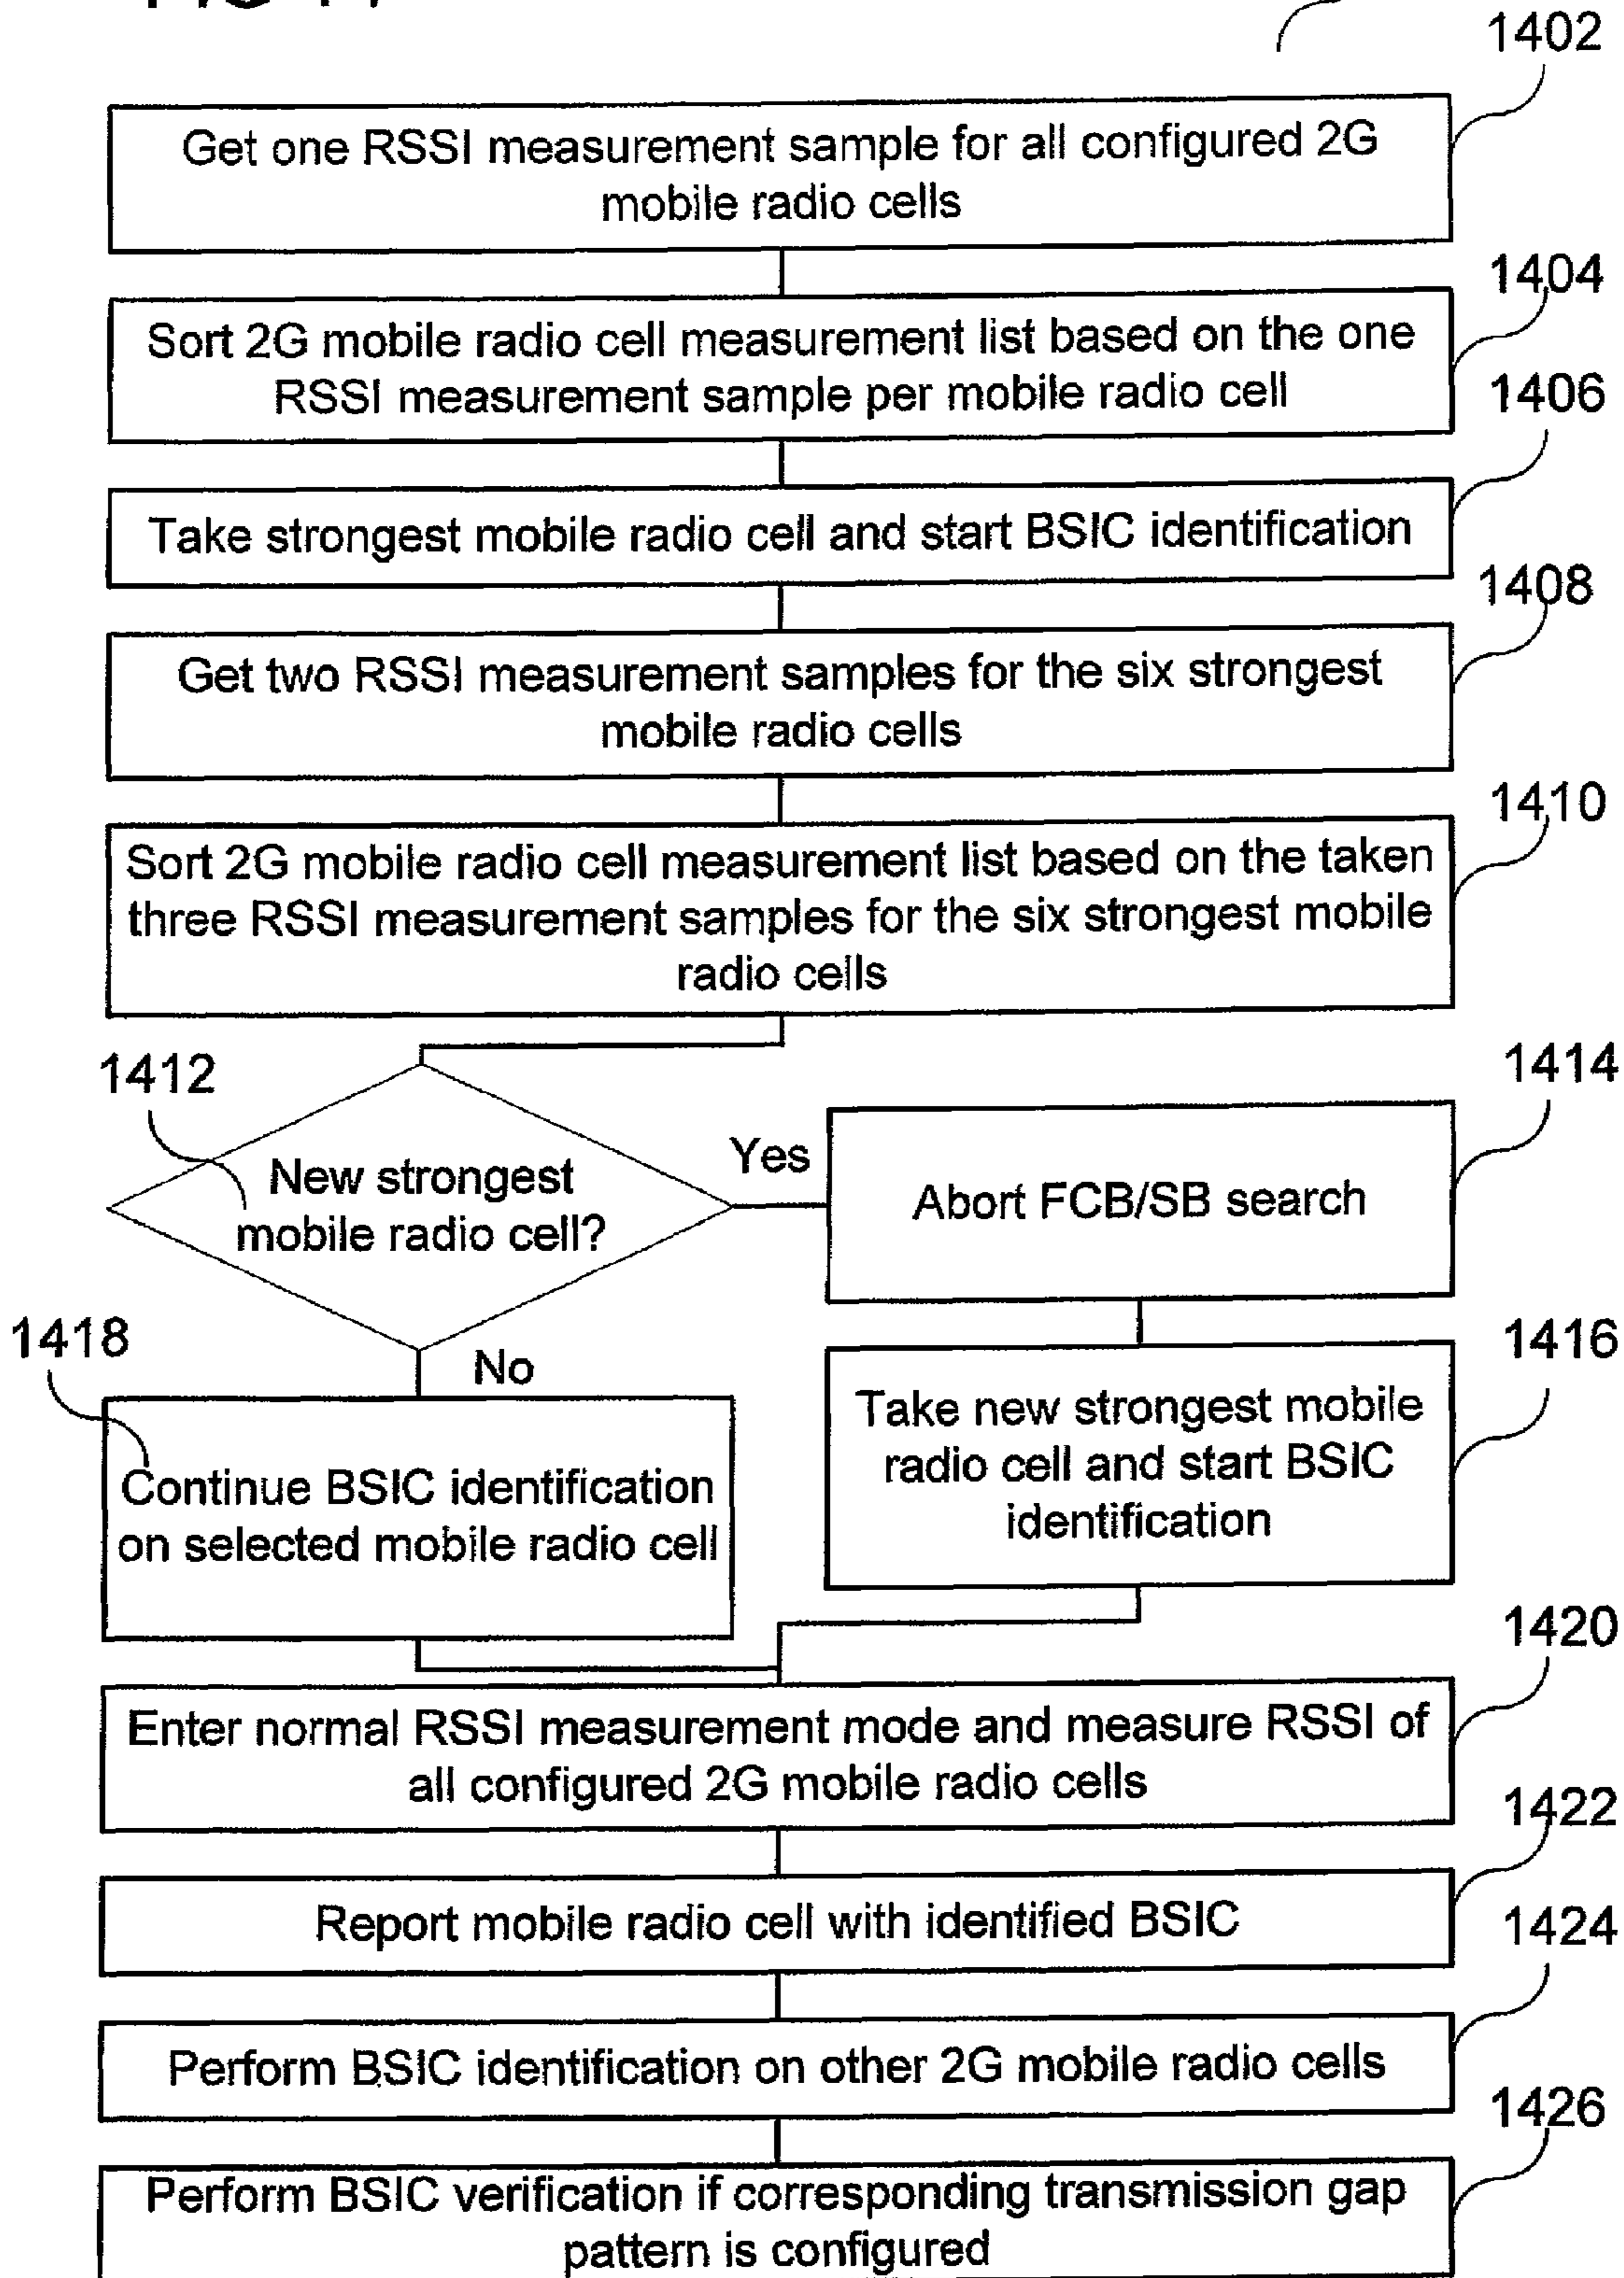 1402
Get one RSSI measurement sample for all configured 2G
mobile radio cells
1404
Sort 2G mobile radio cell measurement list based on the one
RSSI measurement sample per mobile radio cell
1406
Take strongest mobile radio cell and start BSIC identification
1408
Get two RSSI measurement samples for the six strongest
mobile radio cells
1410
Sort 2G mobile radio cell measurement list based on the taken
three RSSI measurement samples for the six strongest mobile
radio cells
1412
New strongest
mobile radio cell?
Yes
1414
Abort FCB/SB search
1418
No
Continue BSIC identification
on selected mobile radio cell
1416
Take new strongest mobile
radio cell and start BSIC
identification
1420
Enter normal RSSI measurement mode and measure RSSI of
all configured 2G mobile radio cells
1422
Report mobile radio cell with identified BSIC
1424
Perform BSIC identification on other 2G mobile radio cells
1426
Perform BSIC verification if corresponding transmission gap
pattern is configured